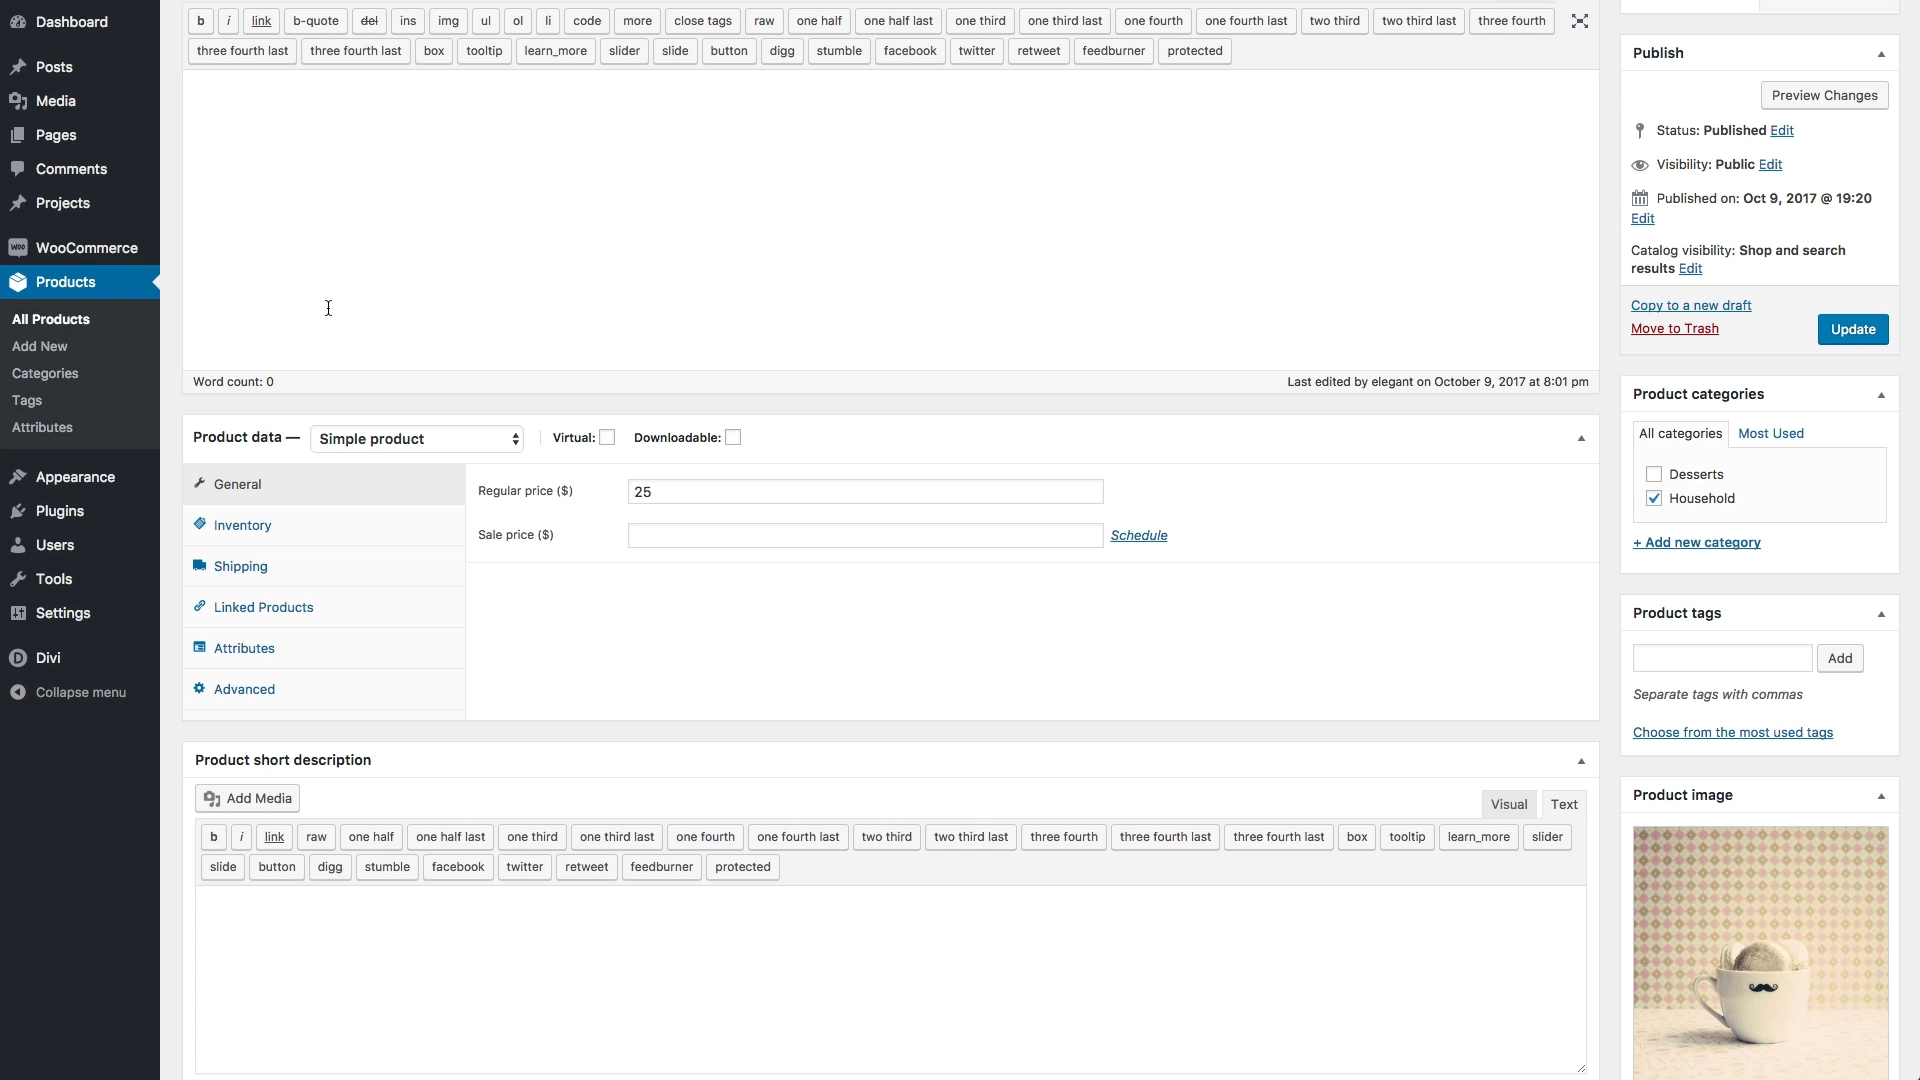 Dashboard
Posts
Media
Pages
Comments
Projects
WooCommerce
Products
All Products
Add New
Categories
Tags
Attributes
Appearance
Plugins
Users
Tools
Settings
Divi
Collapse menu
b i link b-quote del ins img ul ol li code more close tags raw one half one half last one third one third last one fourth one fourth last two third two third last three fourth
three fourth last three fourth last box tooltip learn_more slider slide button digg stumble facebook twitter retweet feedburner protected
Word count: 0 Last edited by elegant on October 9, 2017 at 8:01 pm
Product data — Simple product Virtual: Downloadable:
General
Inventory
Shipping
Linked Products
Attributes
Advanced
Regular price ($) 25
Sale price ($) Schedule
Product short description
Add Media Visual Text
b i link raw one half one half last one third one third last one fourth one fourth last two third two third last three fourth three fourth last three fourth last box tooltip learn_more slider
slide button digg stumble facebook twitter retweet feedburner protected
Publish
Preview Changes
Status: Published Edit
Visibility: Public Edit
Published on: Oct 9, 2017 @ 19:20
Edit
Catalog visibility: Shop and search
results Edit
Copy to a new draft
Move to Trash Update
Product categories
All categories Most Used
Desserts
Household
+ Add new category
Product tags
Add
Separate tags with commas
Choose from the most used tags
Product image